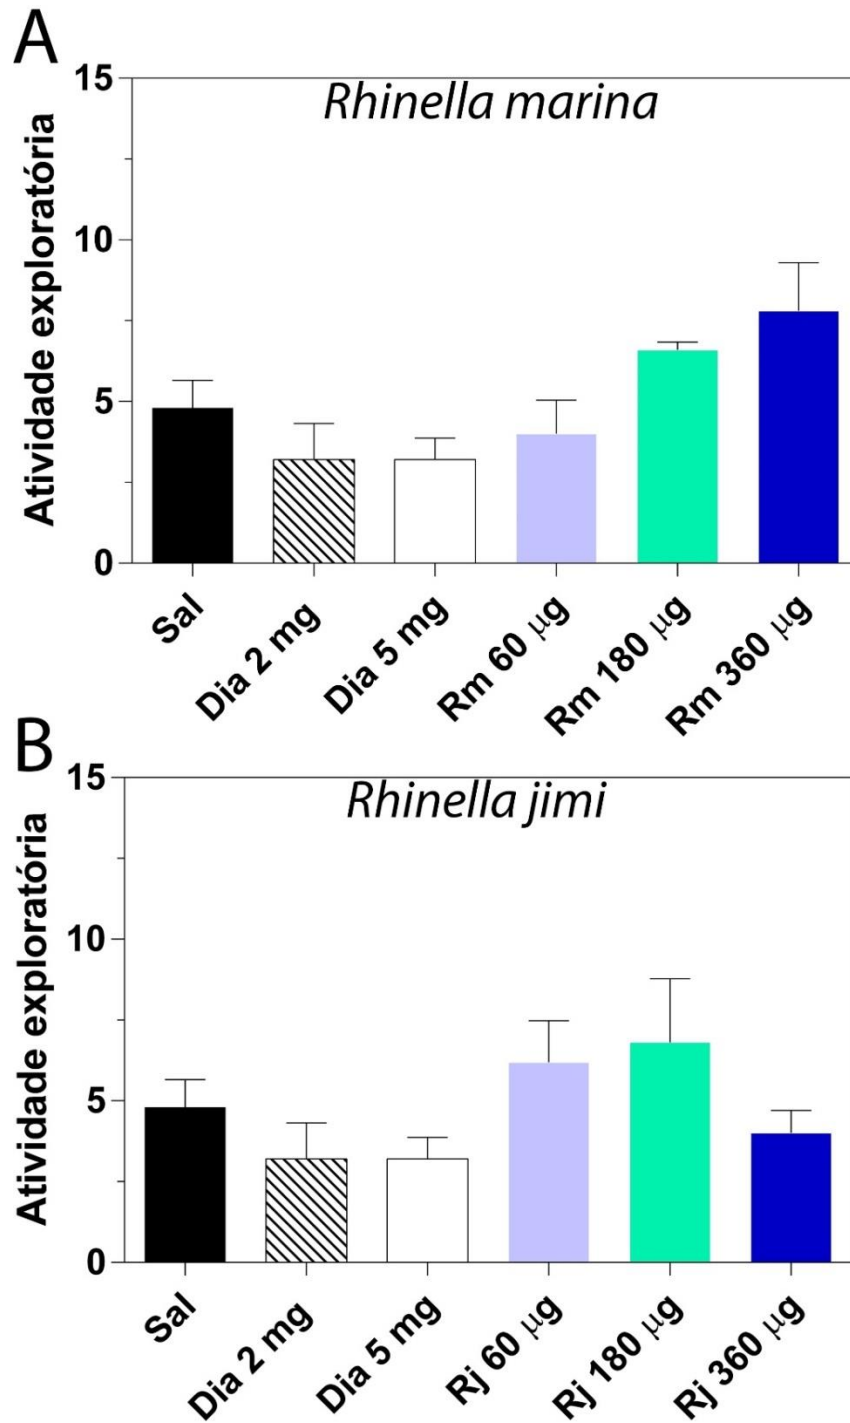 A
Rhinella marina
Atividade exploratória
15
10
5
0
Sal
Dia 2 mg
Dia 5 mg
Rm 60 µg
Rm 180 µg
Rm 360 µg
B
Rhinella jimi
Atividade exploratória
15
10
5
0
Sal
Dia 2 mg
Dia 5 mg
Rj 60 µg
Rj 180 µg
Rj 360 µg